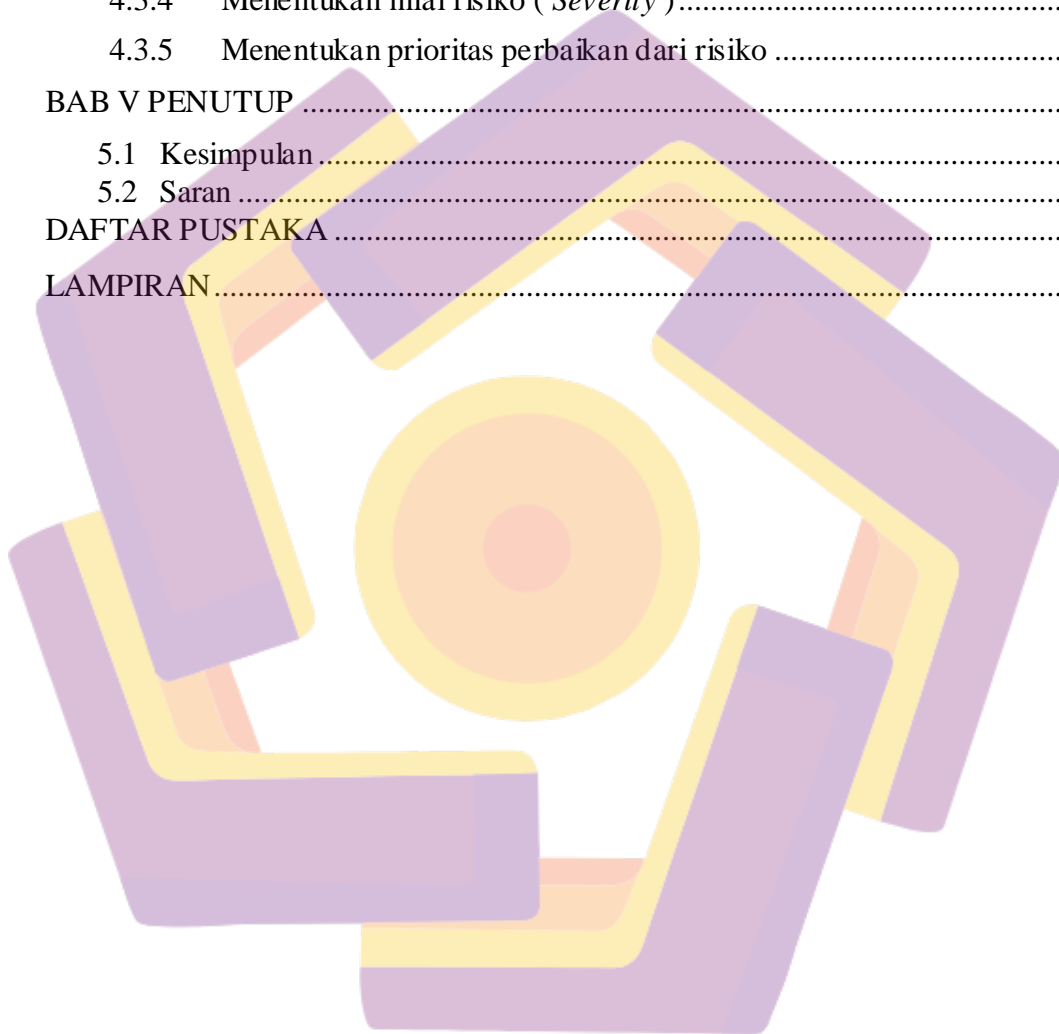 4.3.4 Menentukan nilai risiko ( Severity ) ........................................................
4.3.5 Menentukan prioritas perbaikan dari risiko ..........................................
BAB V PENUTUP ..............................................................................................................
5.1 Kesimpulan ...........................................................................................................
5.2 Saran .......................................................................................................................
DAFTAR PUSTAKA .........................................................................................................
LAMPIRAN ..........................................................................................................................